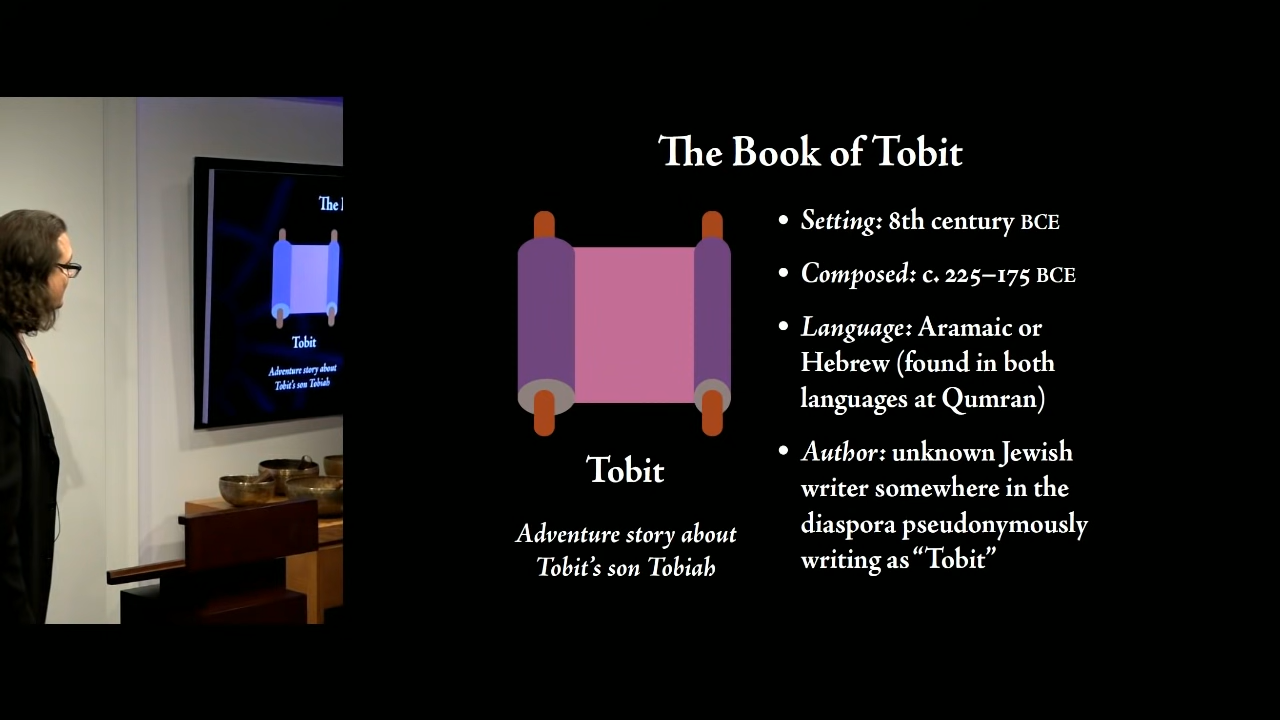 The Book of Tobit
• Setting: 8th century BCE
• Composed: c. 225–175 BCE
• Language: Aramaic or
Hebrew (found in both
languages at Qumran)
• Author: unknown Jewish
writer somewhere in the
diaspora pseudonymously
writing as “Tobit”
Tobit
Adventure story about
Tobit’s son Tobiah
The
Tobit
Adventure story about
Tobit’s son Tobiah